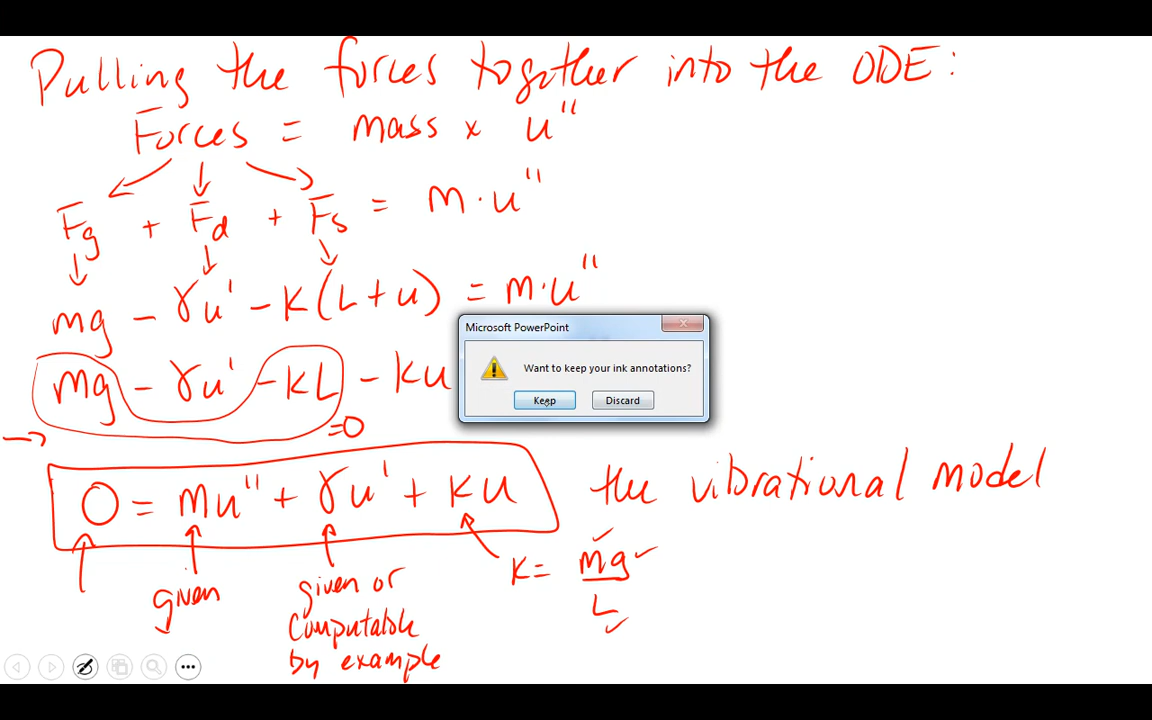 Pulling the forces together into the ODE:
Forces = mass x u''
Fg + Fd + Fs = m·u''
mg - γu' - K(L+u) = m·u''
mg - γu' - KL - Ku
=0
0 = mu'' + γu' + Ku the vibrational model
K = mg/L
given
given or
Computable
by example
Microsoft PowerPoint
Want to keep your ink annotations?
Keep Discard